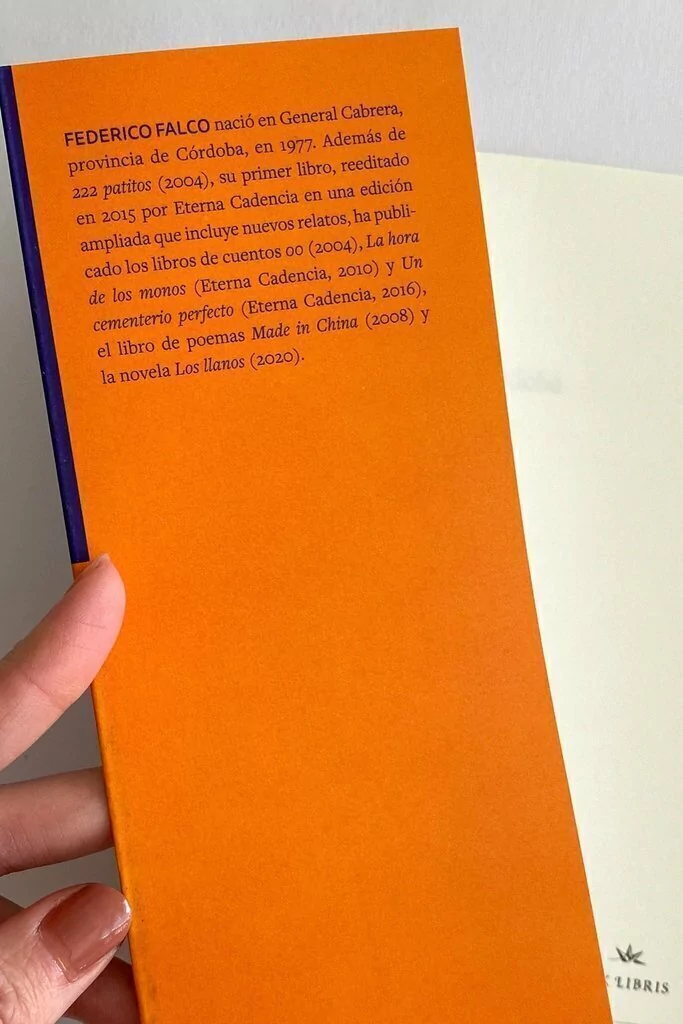 FEDERICO FALCO nació en General Cabrera,
provincia de Córdoba, en 1977. Además de
222 patitos (2004), su primer libro, reeditado
en 2015 por Eterna Cadencia en una edición
ampliada que incluye nuevos relatos, ha publi-
cado los libros de cuentos 00 (2004), La hora
de los monos (Eterna Cadencia, 2010) y Un
cementerio perfecto (Eterna Cadencia, 2016),
el libro de poemas Made in China (2008) y
la novela Los llanos (2020).
LIBRIS